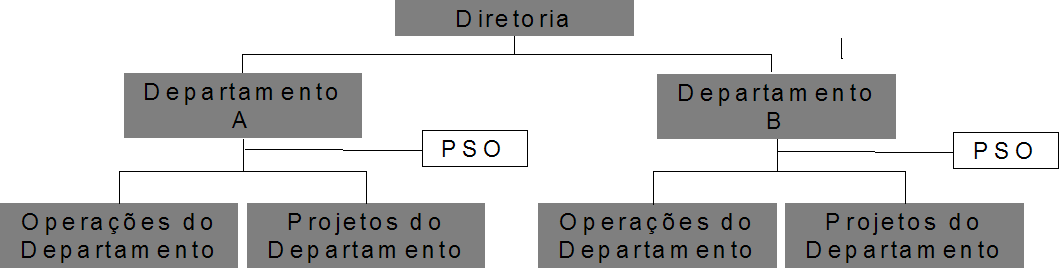 Diretoria
Departamento
A
Departamento
B
PSO
PSO
Operações do
Departamento
Projetos do
Departamento
Operações do
Departamento
Projetos do
Departamento